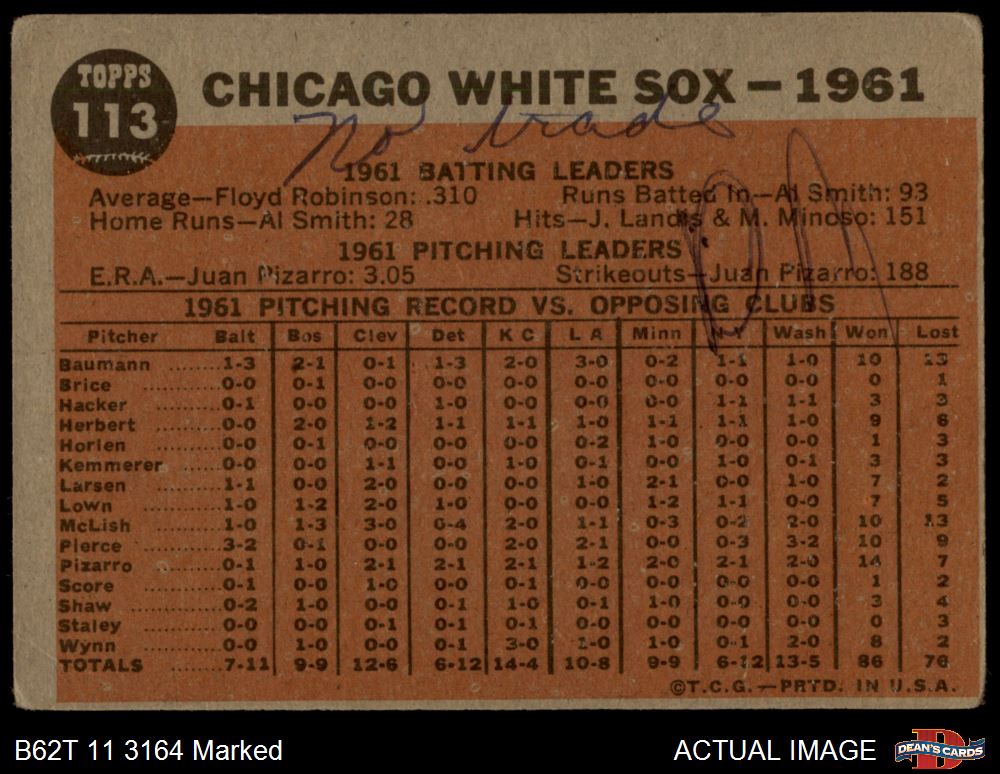 TOPPS
113
CHICAGO WHITE SOX — 1961
No trade
1961 BATTING LEADERS
Average—Floyd Robinson: .310 Runs Batted In—Al Smith: 93
Home Runs—Al Smith: 28 Hits—J. Landis & M. Minoso: 151
1961 PITCHING LEADERS
E.R.A.—Juan Pizarro: 3.05 Strikeouts—Juan Pizarro: 188
1961 PITCHING RECORD VS. OPPOSING CLUBS
Pitcher Balt Bos Clev Det K C L A Minn N Y Wash Won Lost
Baumann ........1-3 2-1 0-1 1-3 2-0 3-0 0-2 1-1 1-0 10 13
Brice ............0-0 0-1 0-0 0-0 0-0 0-0 0-0 0-0 0-0 0 1
Hacker ..........0-1 0-0 0-0 1-0 0-0 0-0 0-0 1-1 1-1 3 3
Herbert ..........0-0 2-0 1-2 1-1 1-1 1-0 1-1 1-1 1-0 9 6
Horlen ..........0-0 0-1 0-0 0-0 0-0 0-2 1-0 0-0 0-0 1 3
Kemmerer ......0-0 0-0 1-1 0-0 1-0 0-1 0-0 1-0 0-1 3 3
Larsen ..........1-1 0-0 2-0 0-0 0-0 1-0 2-1 0-0 1-0 7 2
Lown ............1-0 1-2 2-0 1-0 0-0 0-0 1-2 1-1 0-0 7 5
McLish ..........1-0 1-3 3-0 0-4 2-0 1-1 0-3 0-2 2-0 10 13
Pierce ..........3-2 0-1 0-0 0-0 2-0 2-1 0-0 0-3 3-2 10 9
Pizarro ..........0-1 1-0 2-1 2-1 2-1 1-2 2-0 2-1 2-0 14 7
Score ............0-1 0-0 1-0 0-0 0-1 0-0 0-0 0-0 0-0 1 2
Shaw ............0-2 1-0 0-0 0-1 1-0 0-1 1-0 0-0 0-0 3 4
Staley ..........0-0 0-0 0-1 0-1 0-1 0-0 0-0 0-0 0-0 0 3
Wynn ............0-0 1-0 0-0 0-1 3-0 1-0 1-0 0-1 2-0 8 2
TOTALS ......7-11 9-9 12-6 6-12 14-4 10-8 9-9 6-12 13-5 86 76
©T.C.G.—PRTD. IN U.S.A.
B62T 11 3164 Marked
ACTUAL IMAGE
DEAN'S CARDS